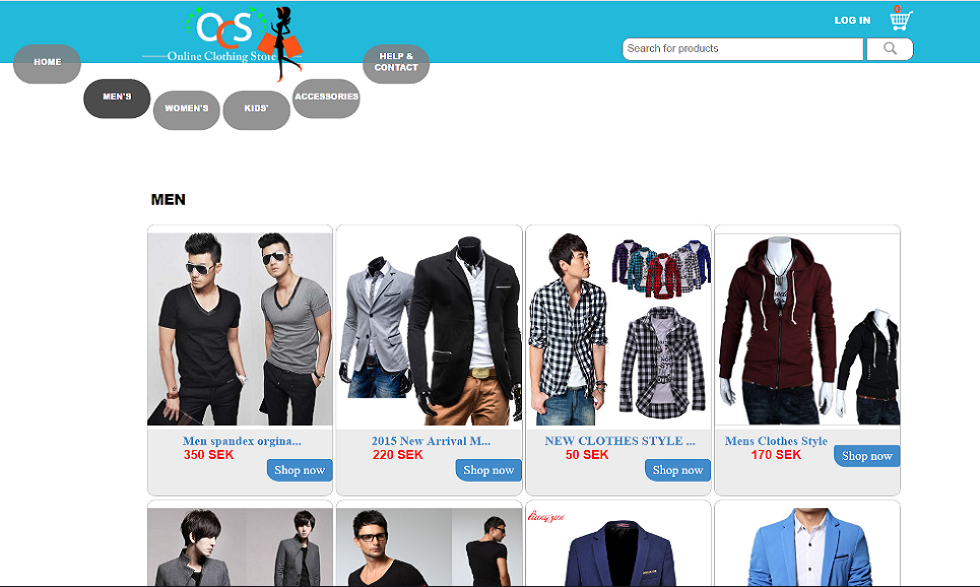 OCS
Online Clothing Store
LOG IN
0
Search for products
HOME
MEN'S
WOMEN'S
KIDS'
ACCESSORIES
HELP &
CONTACT
MEN
Men spandex orgina...
350 SEK
Shop now
2015 New Arrival M...
220 SEK
Shop now
NEW CLOTHES STYLE ...
50 SEK
Shop now
Mens Clothes Style
170 SEK
Shop now